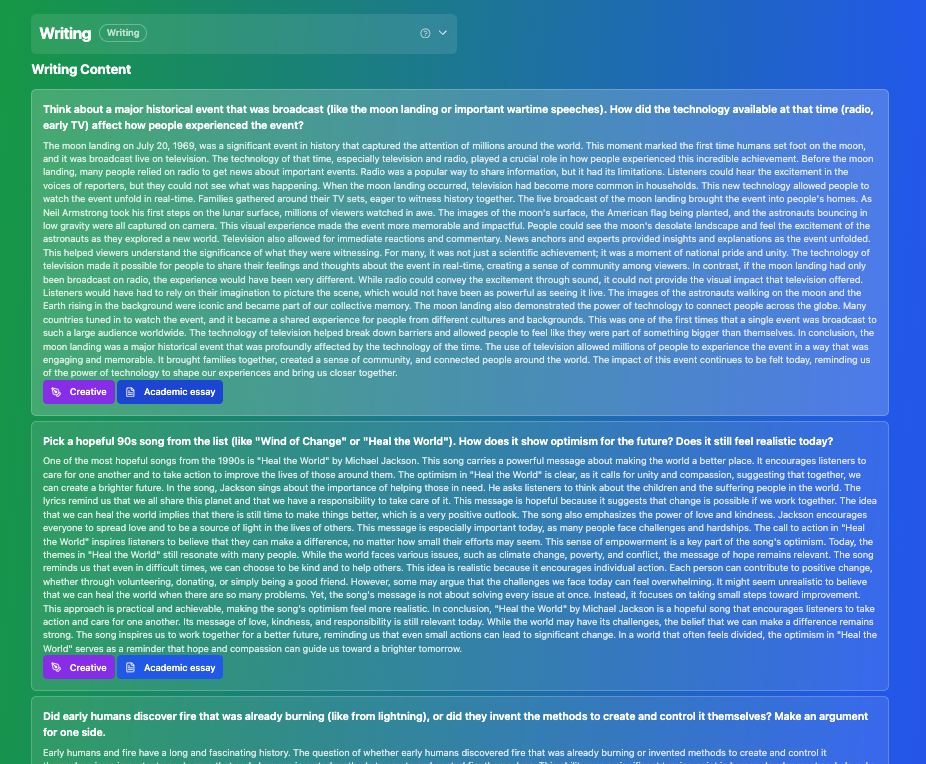 Writing Writing
Writing Content
Think about a major historical event that was broadcast (like the moon landing or important wartime speeches). How did the technology available at that time (radio,
early TV) affect how people experienced the event?
The moon landing on July 20, 1969, was a significant event in history that captured the attention of millions around the world. This moment marked the first time humans set foot on the moon,
and it was broadcast live on television. The technology of that time, especially television and radio, played a crucial role in how people experienced this incredible achievement. Before the moon
landing, many people relied on radio to get news about important events. Radio was a popular way to share information, but it had its limitations. Listeners could hear the excitement in the
voices of reporters, but they could not see what was happening. When the moon landing occurred, television had become more common in households. This new technology allowed people to
watch the event unfold in real-time. Families gathered around their TV sets, eager to witness history together. The live broadcast of the moon landing brought the event into people's homes. As
Neil Armstrong took his first steps on the lunar surface, millions of viewers watched in awe. The images of the moon's surface, the American flag being planted, and the astronauts bouncing in
low gravity were all captured on camera. This visual experience made the event more memorable and impactful. People could see the moon's desolate landscape and feel the excitement of the
astronauts as they explored a new world. Television also allowed for immediate reactions and commentary. News anchors and experts provided insights and explanations as the event unfolded.
This helped viewers understand the significance of what they were witnessing. For many, it was not just a scientific achievement; it was a moment of national pride and unity. The technology of
television made it possible for people to share their feelings and thoughts about the event in real-time, creating a sense of community among viewers. In contrast, if the moon landing had only
been broadcast on radio, the experience would have been very different. While radio could convey the excitement through sound, it could not provide the visual impact that television offered.
Listeners would have had to rely on their imagination to picture the scene, which would not have been as powerful as seeing it live. The images of the astronauts walking on the moon and the
Earth rising in the background were iconic and became part of our collective memory. The moon landing also demonstrated the power of technology to connect people across the globe. Many
countries tuned in to watch the event, and it became a shared experience for people from different cultures and backgrounds. This was one of the first times that a single event was broadcast to
such a large audience worldwide. The technology of television helped break down barriers and allowed people to feel like they were part of something bigger than themselves. In conclusion, the
moon landing was a major historical event that was profoundly affected by the technology of the time. The use of television allowed millions of people to experience the event in a way that was
engaging and memorable. It brought families together, created a sense of community, and connected people around the world. The impact of this event continues to be felt today, reminding us
of the power of technology to shape our experiences and bring us closer together.
Creative Academic essay
Pick a hopeful 90s song from the list (like "Wind of Change" or "Heal the World"). How does it show optimism for the future? Does it still feel realistic today?
One of the most hopeful songs from the 1990s is "Heal the World" by Michael Jackson. This song carries a powerful message about making the world a better place. It encourages listeners to
care for one another and to take action to improve the lives of those around them. The optimism in "Heal the World" is clear, as it calls for unity and compassion, suggesting that together, we
can create a brighter future. In the song, Jackson sings about the importance of helping those in need. He asks listeners to think about the children and the suffering people in the world. The
lyrics remind us that we all share this planet and that we have a responsibility to take care of it. This message is hopeful because it suggests that change is possible if we work together. The idea
that we can heal the world implies that there is still time to make things better, which is a very positive outlook. The song also emphasizes the power of love and kindness. Jackson encourages
everyone to spread love and to be a source of light in the lives of others. This message is especially important today, as many people face challenges and hardships. The call to action in "Heal
the World" inspires listeners to believe that they can make a difference, no matter how small their efforts may seem. This sense of empowerment is a key part of the song's optimism. Today, the
themes in "Heal the World" still resonate with many people. While the world faces various issues, such as climate change, poverty, and conflict, the message of hope remains relevant. The song
reminds us that even in difficult times, we can choose to be kind and to help others. This idea is realistic because it encourages individual action. Each person can contribute to positive change,
whether through volunteering, donating, or simply being a good friend. However, some may argue that the challenges we face today can feel overwhelming. It might seem unrealistic to believe
that we can heal the world when there are so many problems. Yet, the song's message is not about solving every issue at once. Instead, it focuses on taking small steps toward improvement.
This approach is practical and achievable, making the song's optimism feel more realistic. In conclusion, "Heal the World" by Michael Jackson is a hopeful song that encourages listeners to take
action and care for one another. Its message of love, kindness, and responsibility is still relevant today. While the world may have its challenges, the belief that we can make a difference remains
strong. The song inspires us to work together for a better future, reminding us that even small actions can lead to significant change. In a world that often feels divided, the optimism in "Heal the
World" serves as a reminder that hope and compassion can guide us toward a brighter tomorrow.
Creative Academic essay
Did early humans discover fire that was already burning (like from lightning), or did they invent the methods to create and control it themselves? Make an argument
for one side.
Early humans and fire have a long and fascinating history. The question of whether early humans discovered fire that was already burning or invented methods to create and control it